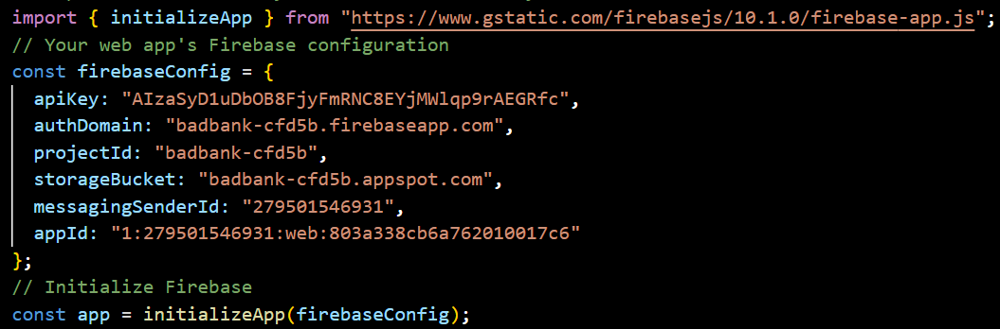 import { initializeApp } from "https://www.gstatic.com/firebasejs/10.1.0/firebase-app.js";
// Your web app's Firebase configuration
const firebaseConfig = {
apiKey: "AIzaSyD1uDbOB8FjyFmRNC8EYjMWlqp9rAEGRfc",
authDomain: "badbank-cfd5b.firebaseapp.com",
projectId: "badbank-cfd5b",
storageBucket: "badbank-cfd5b.appspot.com",
messagingSenderId: "279501546931",
appId: "1:279501546931:web:803a338cb6a762010017c6"
};
// Initialize Firebase
const app = initializeApp(firebaseConfig);